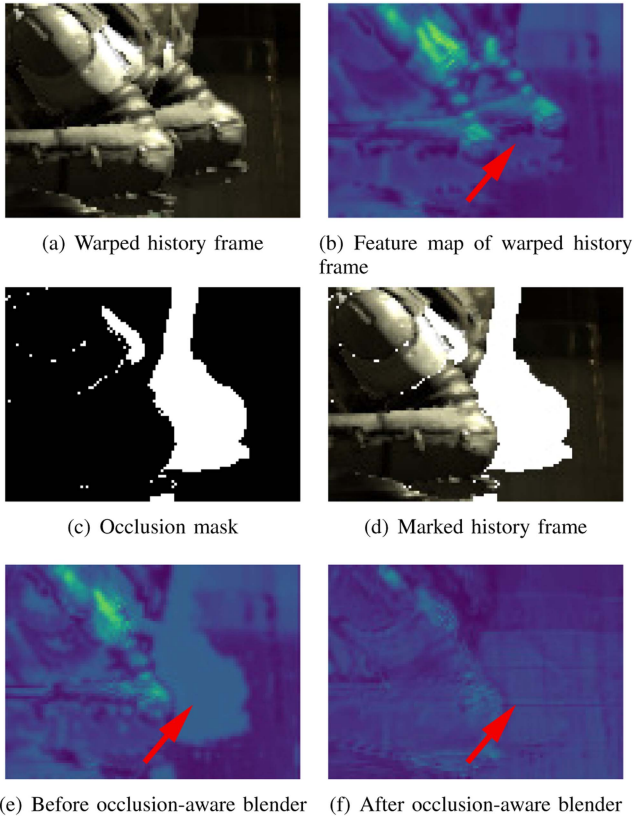 (a) Warped history frame
(b) Feature map of warped history
frame
(c) Occlusion mask
(d) Marked history frame
(e) Before occlusion-aware blender
(f) After occlusion-aware blender